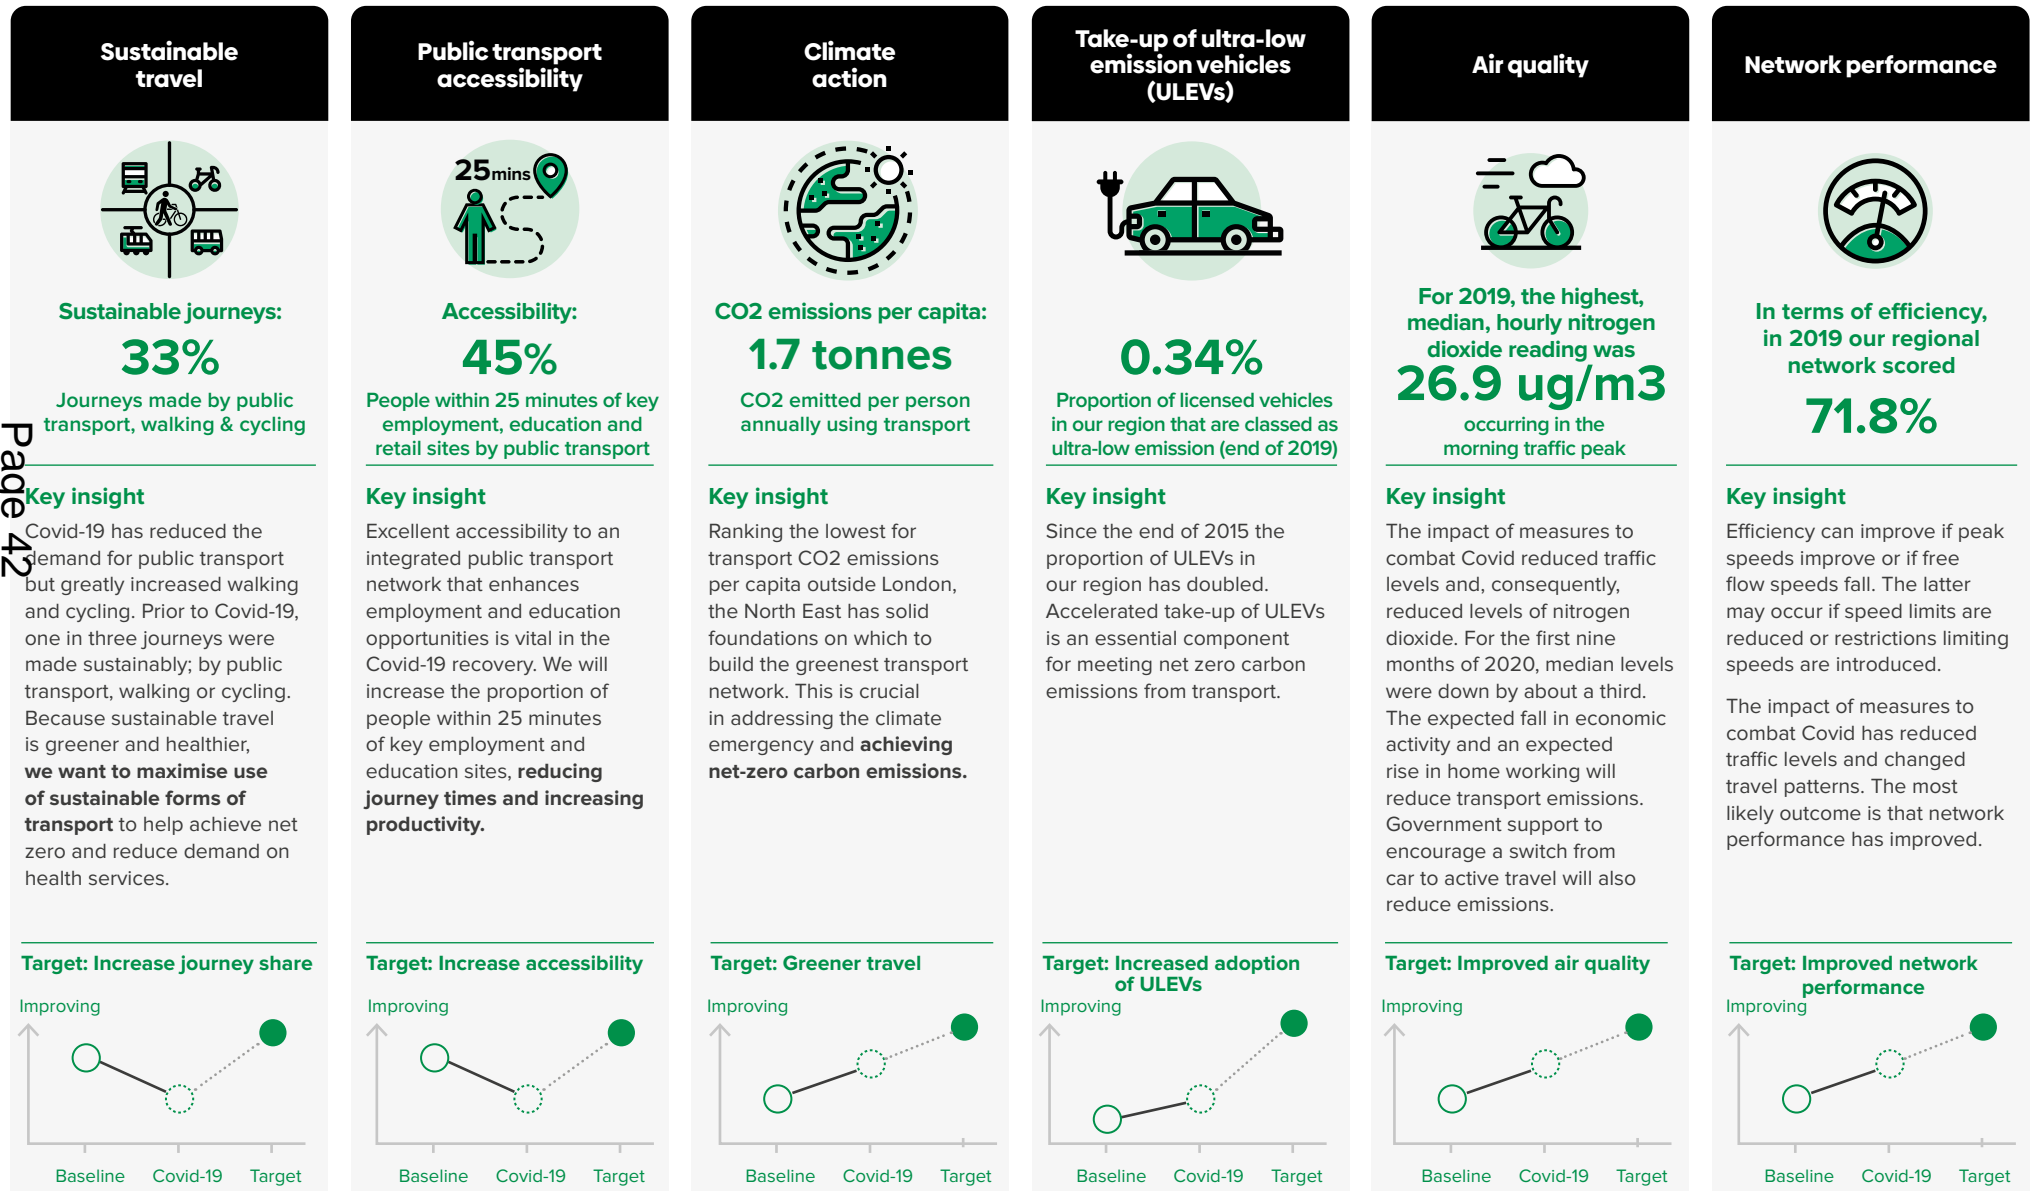 Sustainable
travel
25 mins
Sustainable journeys:
33%
Journeys made by public
transport, walking & cycling
Key insight
Covid-19 has reduced the
demand for public transport
but greatly increased walking
and cycling. Prior to Covid-19,
one in three journeys were
made sustainably; by public
transport, walking or cycling.
Because sustainable travel
is greener and healthier,
we want to maximise use
of sustainable forms of
transport to help achieve net
zero and reduce demand on
health services.
Target: Increase journey share
Improving
Baseline Covid-19 Target
Public transport
accessibility
Accessibility:
45%
People within 25 minutes of key
employment, education and
retail sites by public transport
Key insight
Excellent accessibility to an
integrated public transport
network that enhances
employment and education
opportunities is vital in the
Covid-19 recovery. We will
increase the proportion of
people within 25 minutes
of key employment and
education sites, reducing
journey times and increasing
productivity.
Target: Increase accessibility
Improving
Baseline Covid-19 Target
Climate
action
CO2 emissions per capita:
1.7 tonnes
CO2 emitted per person
annually using transport
Key insight
Ranking the lowest for
transport CO2 emissions
per capita outside London,
the North East has solid
foundations on which to
build the greenest transport
network. This is crucial
in addressing the climate
emergency and achieving
net-zero carbon emissions.
Target: Greener travel
Improving
Baseline Covid-19 Target
Take-up of ultra-low
emission vehicles
(ULEVs)
0.34%
Proportion of licensed vehicles
in our region that are classed as
ultra-low emission (end of 2019)
Key insight
Since the end of 2015 the
proportion of ULEVs in
our region has doubled.
Accelerated take-up of ULEVs
is an essential component
for meeting net zero carbon
emissions from transport.
Target: Increased adoption
of ULEVs
Improving
Baseline Covid-19 Target
Air quality
For 2019, the highest,
median, hourly nitrogen
dioxide reading was
26.9 ug/m3
occurring in the
morning traffic peak
Key insight
The impact of measures to
combat Covid reduced traffic
levels and, consequently,
reduced levels of nitrogen
dioxide. For the first nine
months of 2020, median levels
were down by about a third.
The expected fall in economic
activity and an expected
rise in home working will
reduce transport emissions.
Government support to
encourage a switch from
car to active travel will also
reduce emissions.
Target: Improved air quality
Improving
Baseline Covid-19 Target
Network performance
In terms of efficiency,
in 2019 our regional
network scored
71.8%
Key insight
Efficiency can improve if peak
speeds improve or if free
flow speeds fall. The latter
may occur if speed limits are
reduced or restrictions limiting
speeds are introduced.
The impact of measures to
combat Covid has reduced
traffic levels and changed
travel patterns. The most
likely outcome is that network
performance has improved.
Target: Improved network
performance
Improving
Baseline Covid-19 Target
Page 42